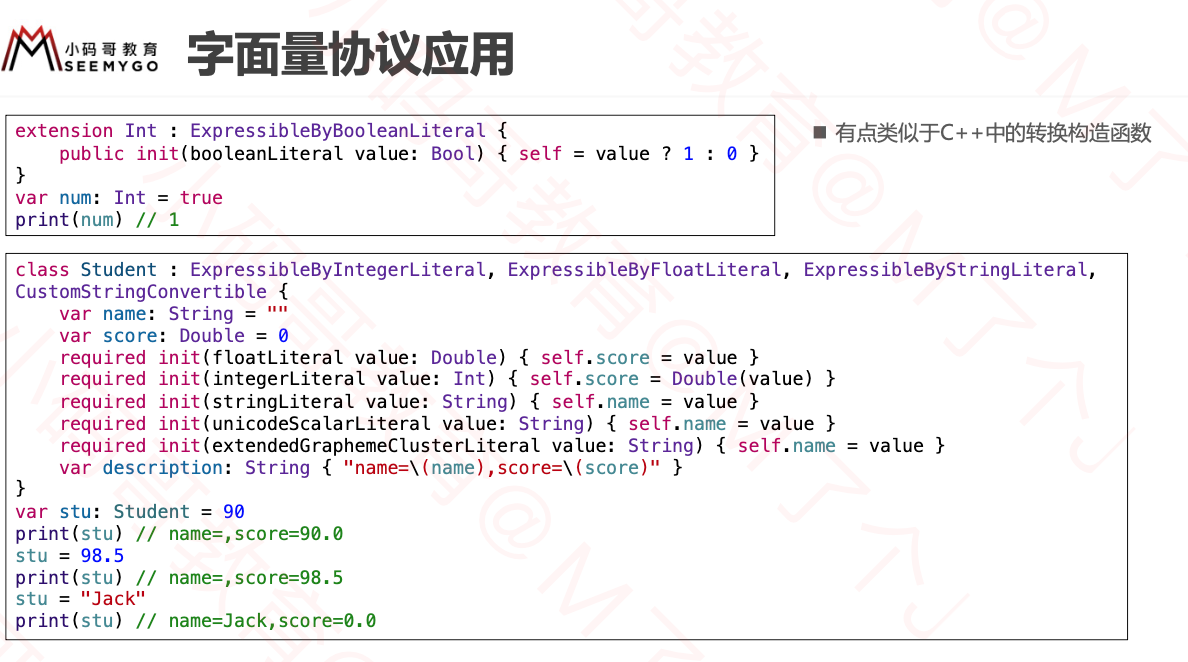 小码哥教育
SEEMYGO
字面量协议应用
extension Int : ExpressibleByBooleanLiteral {
    public init(booleanLiteral value: Bool) { self = value ? 1 : 0 }
}
var num: Int = true
print(num) // 1
■ 有点类似于C++中的转换构造函数
class Student : ExpressibleByIntegerLiteral, ExpressibleByFloatLiteral, ExpressibleByStringLiteral,
CustomStringConvertible {
    var name: String = ""
    var score: Double = 0
    required init(floatLiteral value: Double) { self.score = value }
    required init(integerLiteral value: Int) { self.score = Double(value) }
    required init(stringLiteral value: String) { self.name = value }
    required init(unicodeScalarLiteral value: String) { self.name = value }
    required init(extendedGraphemeClusterLiteral value: String) { self.name = value }
    var description: String { "name=\(name),score=\(score)" }
}
var stu: Student = 90
print(stu) // name=,score=90.0
stu = 98.5
print(stu) // name=,score=98.5
stu = "Jack"
print(stu) // name=Jack,score=0.0